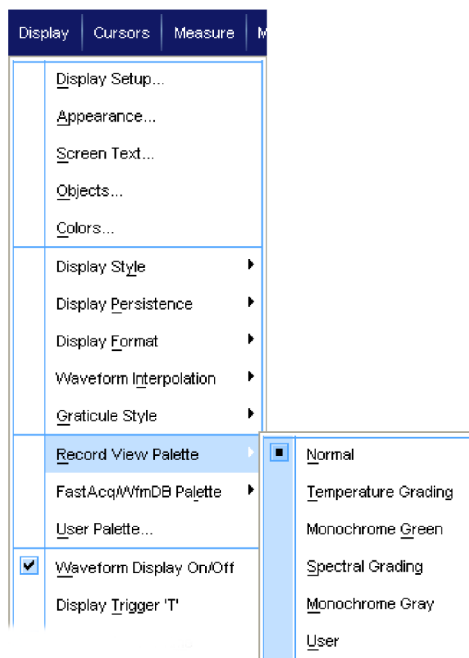 Display Cursors Measure M
Display Setup...
Appearance...
Screen Text...
Objects...
Colors...
Display Style
Display Persistence
Display Format
Waveform Interpolation
Graticule Style
Record View Palette
FastAcq/WfmDB Palette
User Palette...
Waveform Display On/Off
Display Trigger 'T'
Normal
Temperature Grading
Monochrome Green
Spectral Grading
Monochrome Gray
User